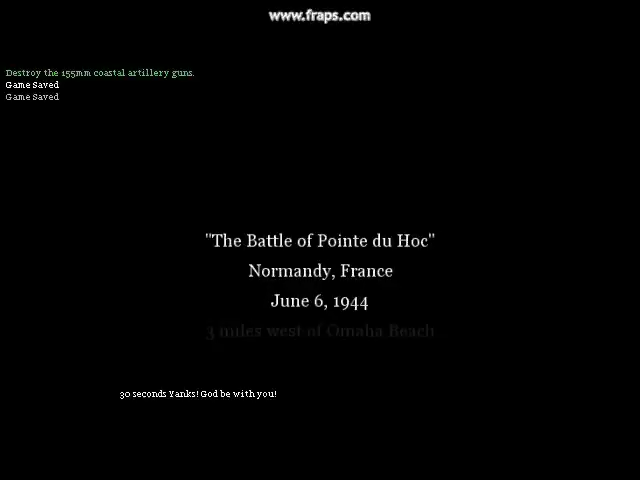 www.fraps.com
Destroy the 155mm coastal artillery guns.
Game Saved
Game Saved
"The Battle of Pointe du Hoc"
Normandy, France
June 6, 1944
3 miles west of Omaha Beach
30 seconds Yanks! God be with you!